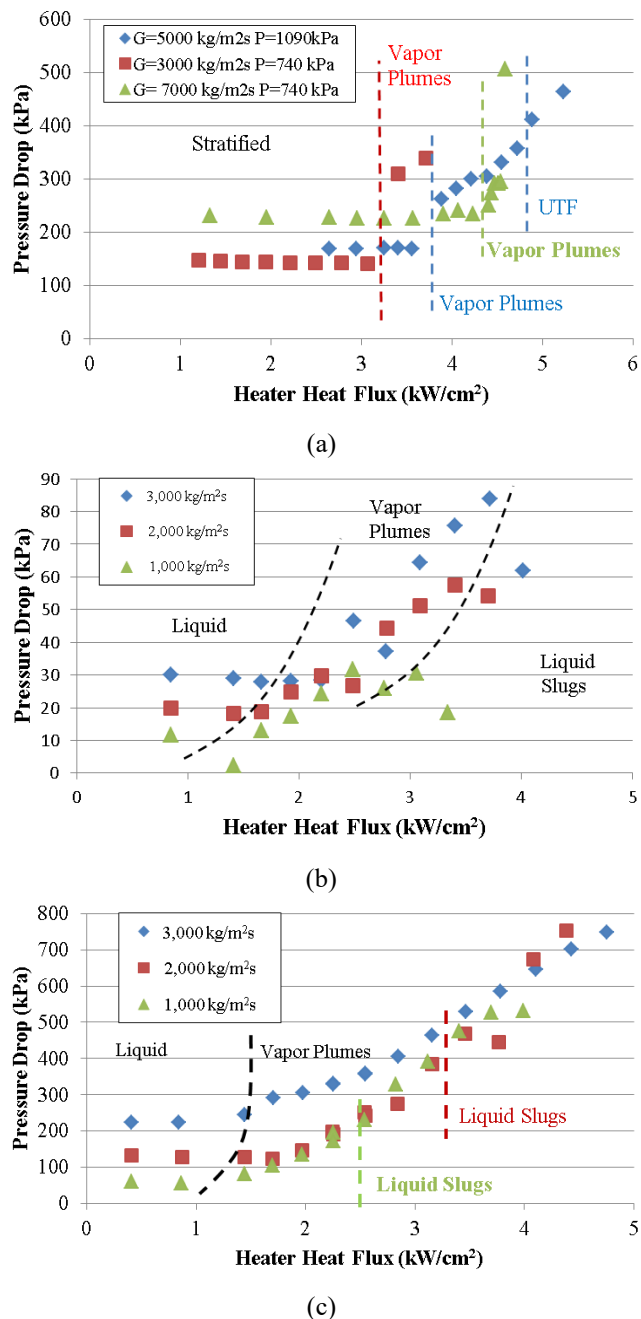 600
500
400
300
200
100
0
Pressure Drop (kPa)
G=5000 kg/m2s P=1090kPa
G=3000 kg/m2s P=740 kPa
G= 7000 kg/m2s P=740 kPa
Vapor
Plumes
Stratified
UTF
Vapor Plumes
Vapor Plumes
0 1 2 3 4 5 6
Heater Heat Flux (kW/cm²)
(a)
90
80
70
60
50
40
30
20
10
0
Pressure Drop (kPa)
3,000 kg/m²s
2,000 kg/m²s
1,000 kg/m²s
Vapor
Plumes
Liquid
Liquid
Slugs
0 1 2 3 4 5
Heater Heat Flux (kW/cm²)
(b)
800
700
600
500
400
300
200
100
0
Pressure Drop (kPa)
3,000 kg/m²s
2,000 kg/m²s
1,000 kg/m²s
Liquid
Vapor Plumes
Liquid Slugs
Liquid Slugs
0 1 2 3 4 5
Heater Heat Flux (kW/cm²)
(c)